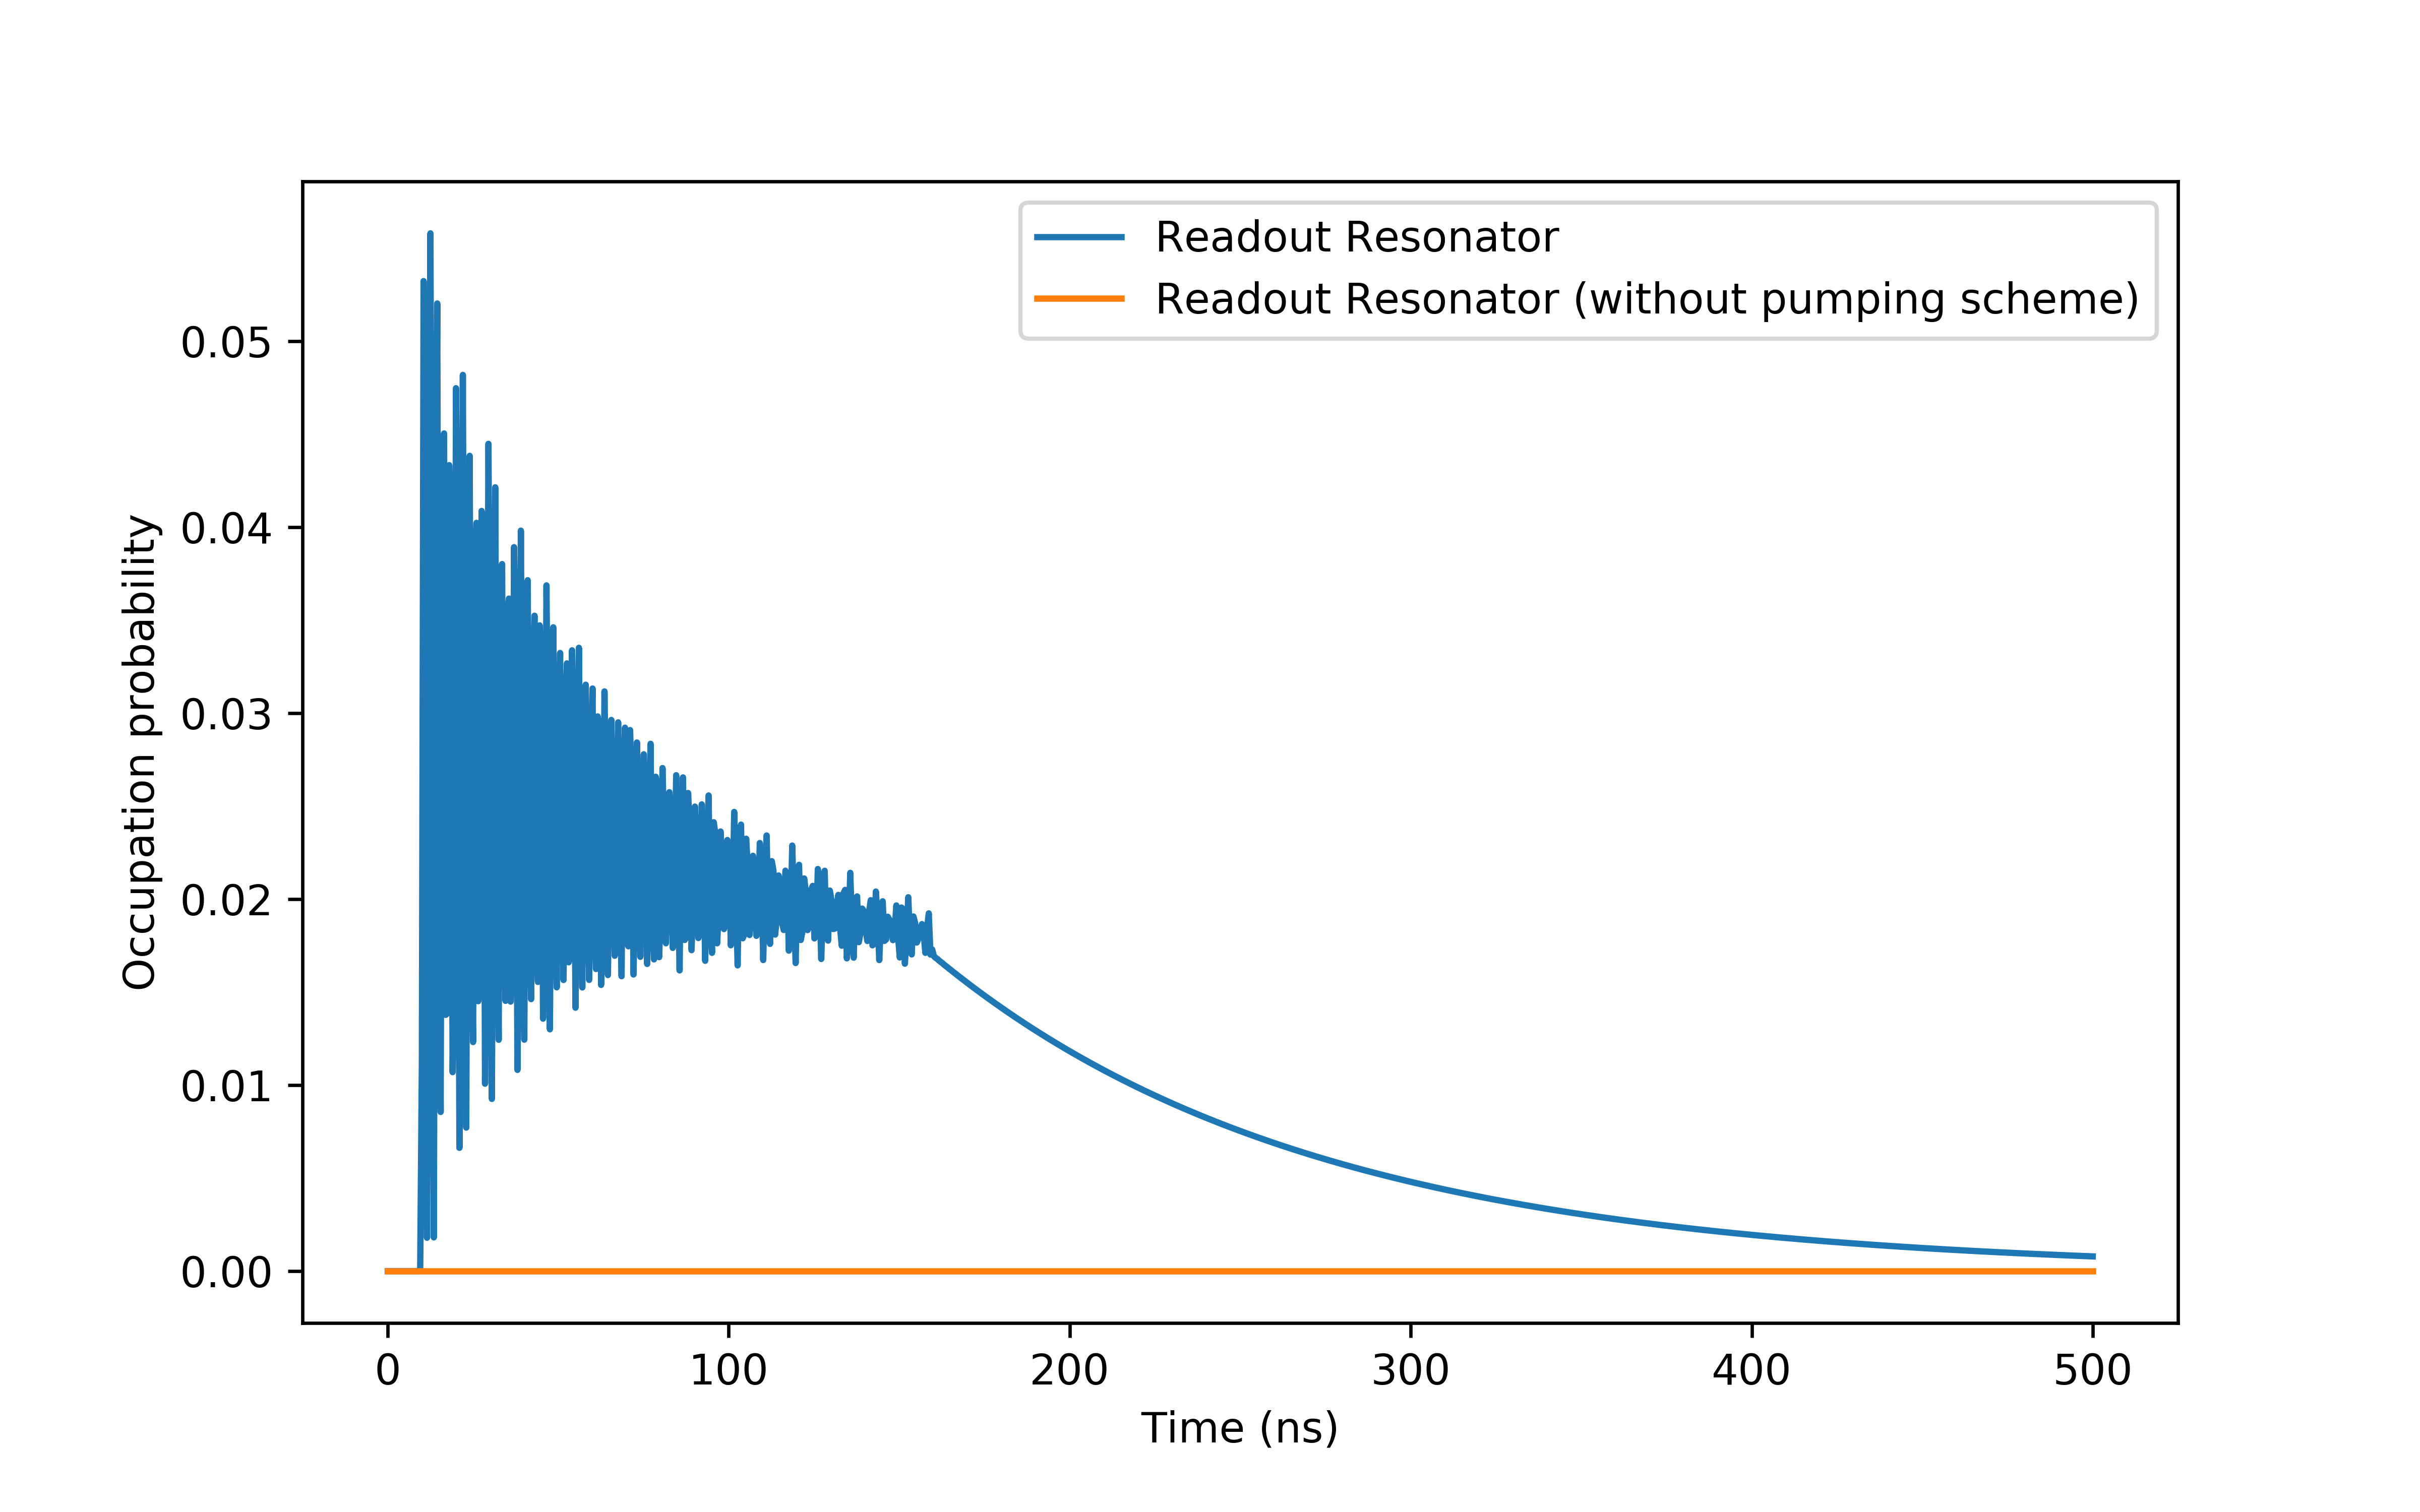 Readout Resonator
Readout Resonator (without pumping scheme)
0.05
0.04
0.03
0.02
0.01
0.00
Occupation probability
0 100 200 300 400 500
Time (ns)